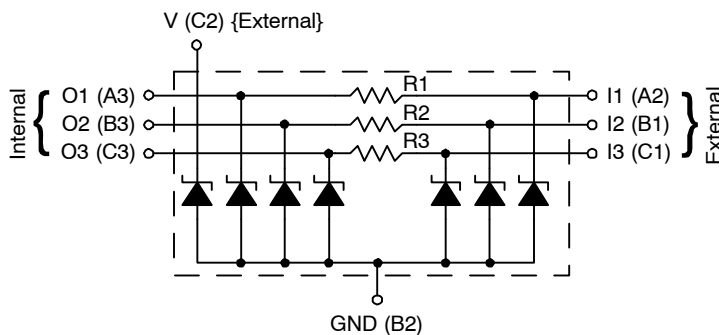 V (C2) {External}
R1
O1 (A3)
I1 (A2)
R2
O2 (B3)
I2 (B1)
R3
O3 (C3)
I3 (C1)
Internal
External
GND (B2)